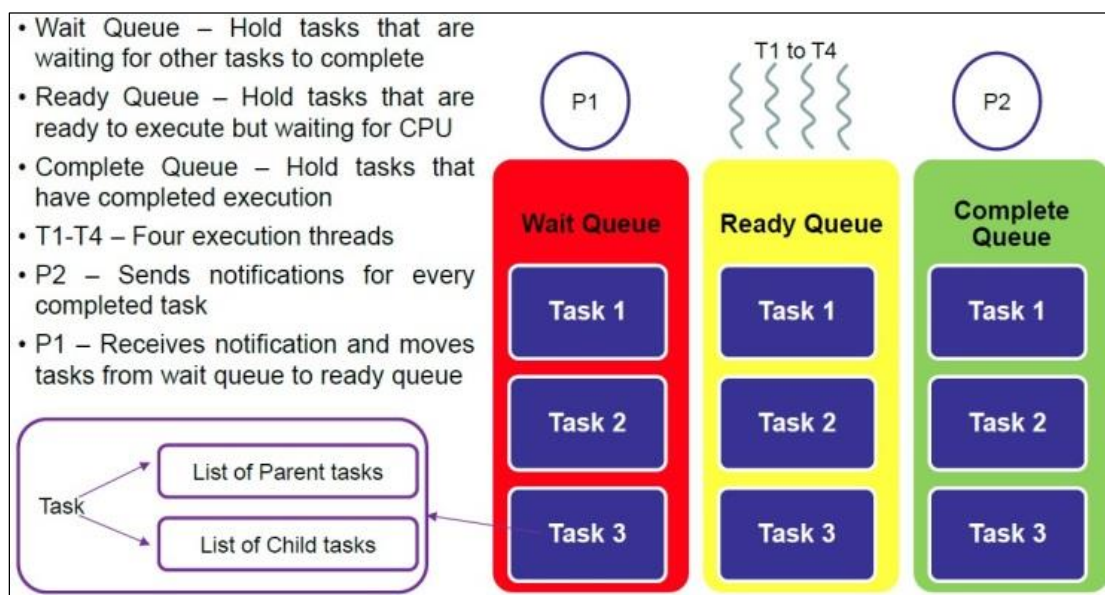 • Wait Queue – Hold tasks that are
waiting for other tasks to complete
• Ready Queue – Hold tasks that are
ready to execute but waiting for CPU
• Complete Queue – Hold tasks that
have completed execution
• T1-T4 – Four execution threads
• P2 – Sends notifications for every
completed task
• P1 – Receives notification and moves
tasks from wait queue to ready queue
Task
List of Parent tasks
List of Child tasks
P1
Wait Queue
Task 1
Task 2
Task 3
T1 to T4
Ready Queue
Task 1
Task 2
Task 3
P2
Complete
Queue
Task 1
Task 2
Task 3